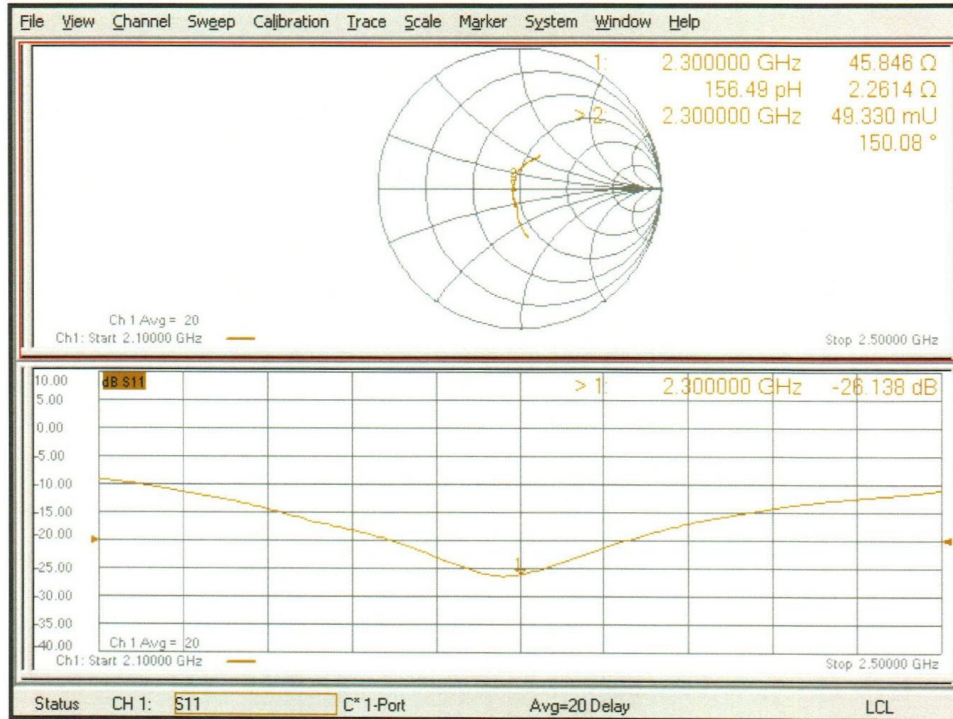 File View Channel Sweep Calibration Trace Scale Marker System Window Help
1: 2.300000 GHz 45.846 Ω
156.49 pH 2.2614 Ω
> 2: 2.300000 GHz 49.330 mU
150.08 °
Ch 1 Avg = 20
Ch1: Start 2.10000 GHz
Stop 2.50000 GHz
10.00
dB S11
> 1: 2.300000 GHz -26.138 dB
5.00
0.00
-5.00
-10.00
-15.00
-20.00
-25.00
1
-30.00
-35.00
-40.00
Ch 1 Avg = 20
Ch1: Start 2.10000 GHz
Stop 2.50000 GHz
Status CH 1: S11 C* 1-Port Avg=20 Delay LCL